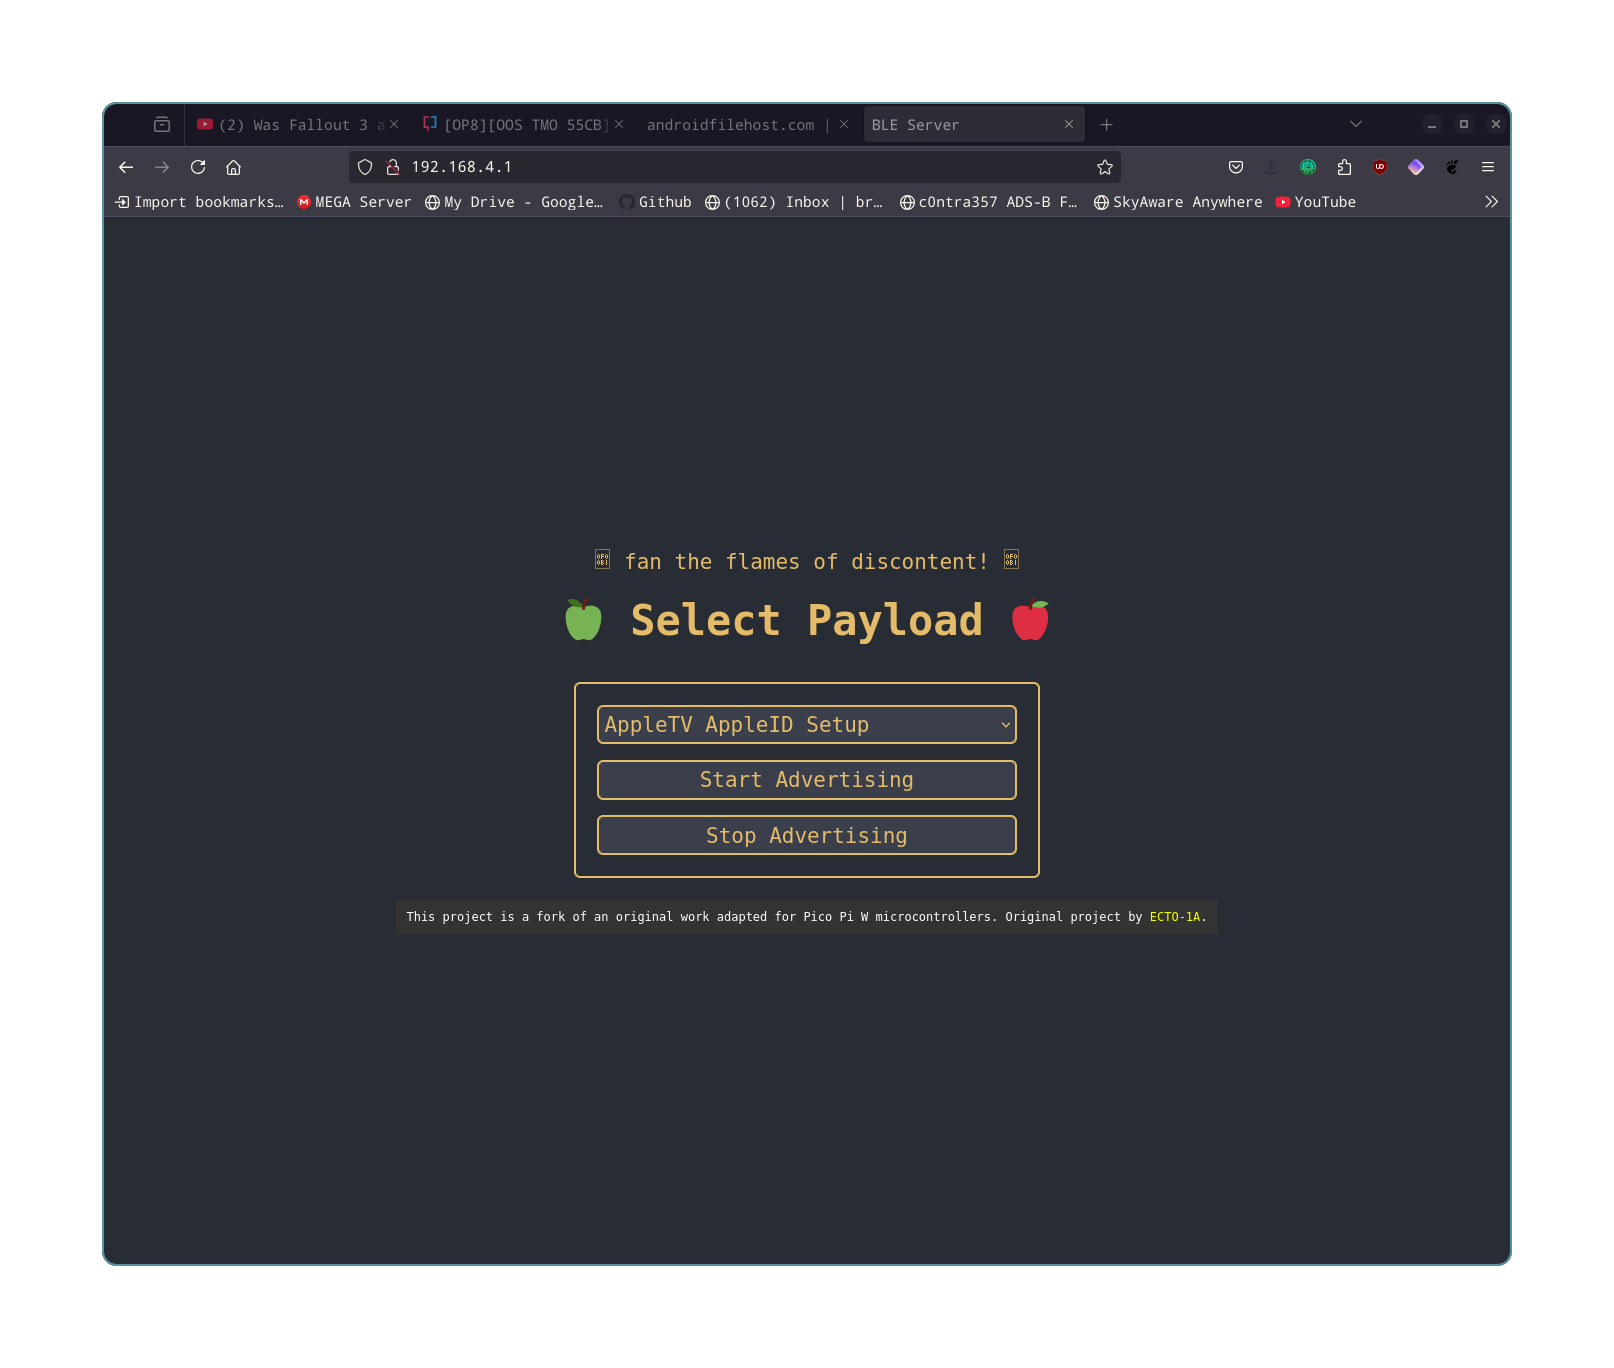 (2) Was Fallout 3 a
[OP8][OOS TMO 55CB]
androidfilehost.com |
BLE Server
192.168.4.1
Import bookmarks…
MEGA Server
My Drive - Google…
Github
(1062) Inbox | br…
c0ntra357 ADS-B F…
SkyAware Anywhere
YouTube
fan the flames of discontent!
Select Payload
AppleTV AppleID Setup
Start Advertising
Stop Advertising
This project is a fork of an original work adapted for Pico Pi W microcontrollers. Original project by ECTO-1A.